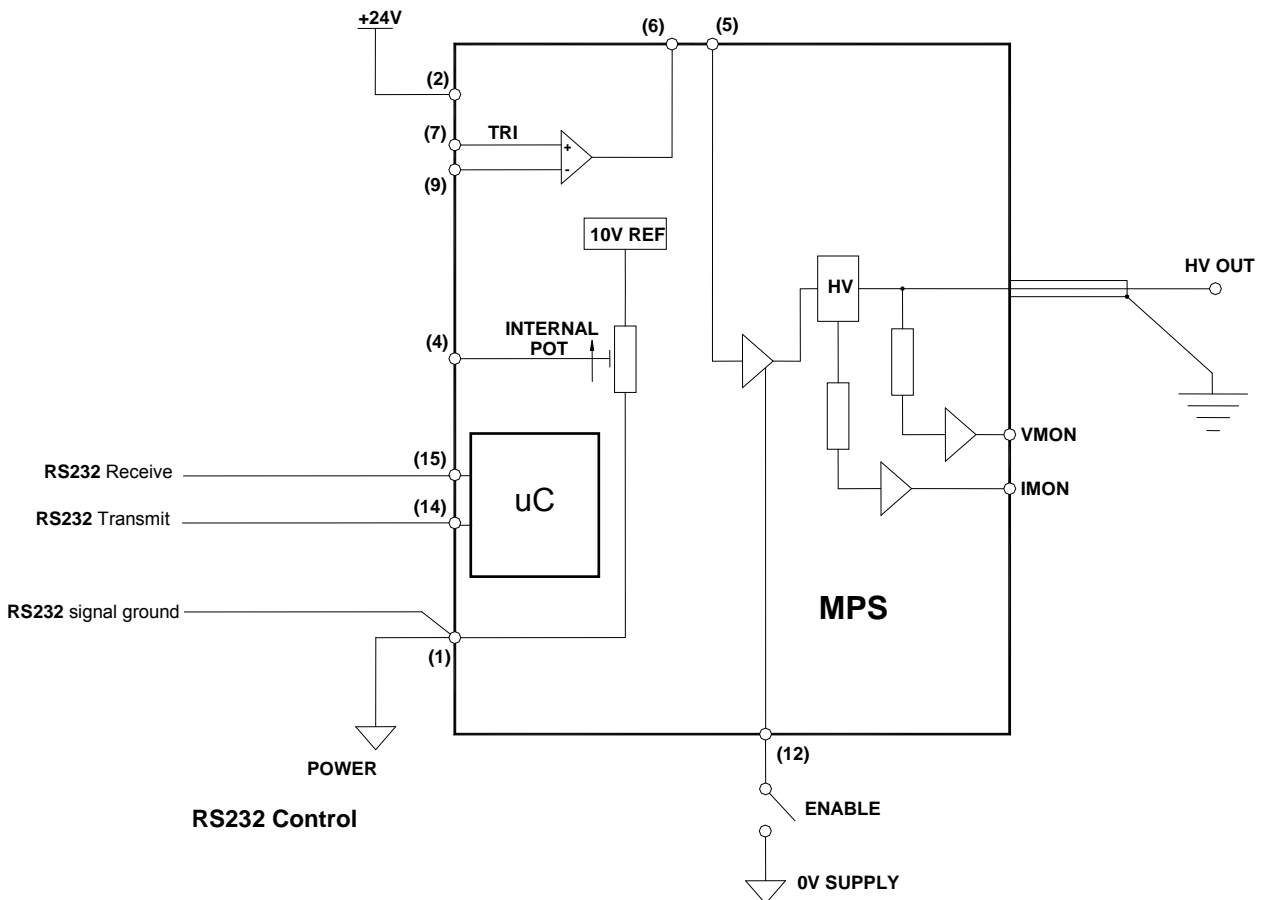 +24V
(6)
(5)
(2)
(7)
TRI
+
-
(9)
10V REF
HV
HV OUT
INTERNAL
POT
(4)
VMON
IMON
RS232 Receive
(15)
uC
RS232 Transmit
(14)
RS232 signal ground
(1)
MPS
POWER
(12)
RS232 Control
ENABLE
0V SUPPLY